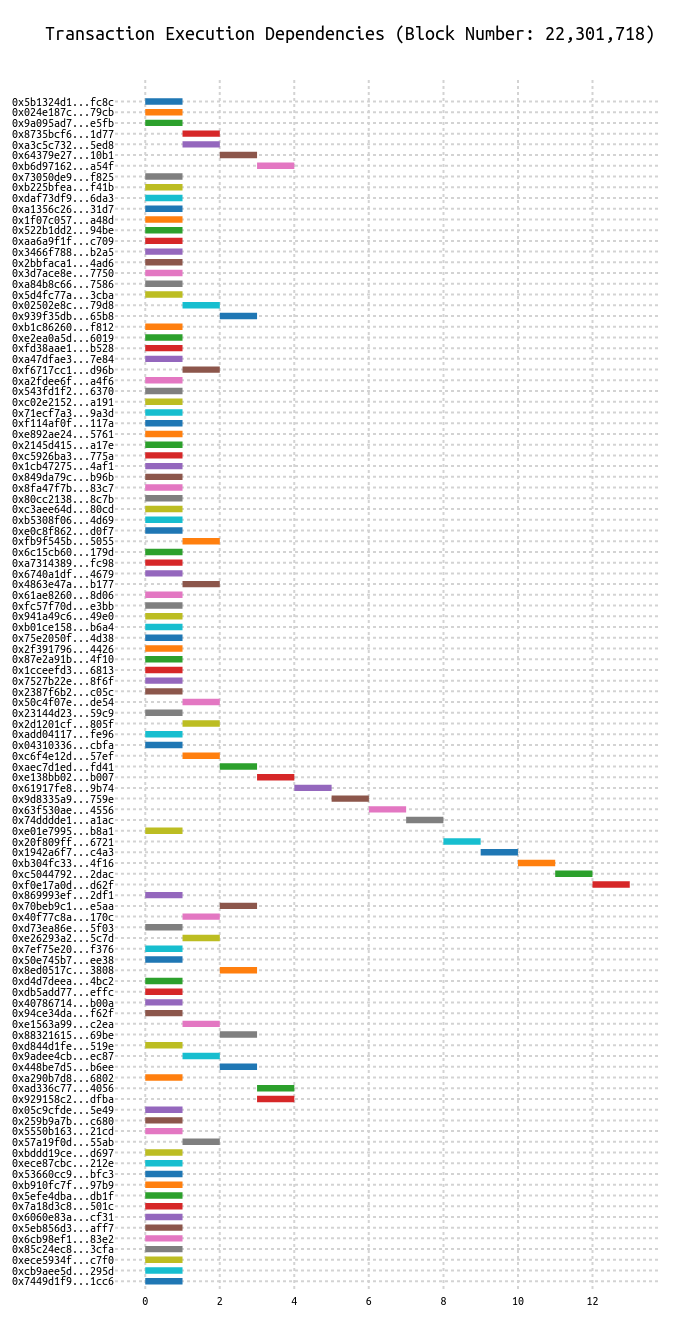 Transaction Execution Dependencies (Block Number: 22,301,718)
0x5b1324d1...fc8c
0x024e187c...79cb
0x9a095ad7...e5fb
0x8735bcf6...1d77
0xa3c5c732...5ed8
0x64379e27...10b1
0xb6d97162...a54f
0x73050de9...f825
0xb225bfea...f41b
0xdaf73df9...6da3
0xa1356c26...31d7
0x1f07c057...a48d
0x522b1dd2...94be
0xaa6a9f1f...c709
0x3466f788...b2a5
0x2bbfaca1...4ad6
0x3d7ace8e...7750
0xa84b8c66...7586
0x5d4fc77a...3cba
0x02502e8c...79d8
0x939f35db...65b8
0xb1c86260...f812
0xe2ea0a5d...6019
0xfd38aae1...b528
0xa47dfae3...7e84
0xf6717cc1...d96b
0xa2fdee6f...a4f6
0x543fd1f2...6370
0xc02e2152...a191
0x71ecf7a3...9a3d
0xf114af0f...117a
0xe892ae24...5761
0x2145d415...a17e
0xc5926ba3...775a
0x1cb47275...4af1
0x849da79c...b96b
0x8fa47f7b...83c7
0x80cc2138...8c7b
0xc3aee64d...80cd
0xb5308f06...4d69
0xe0c8f862...d0f7
0xfb9f545b...5055
0x6c15cb60...179d
0xa7314389...fc98
0x6740a1df...4679
0x4863e47a...b177
0x61ae8260...8d06
0xfc57f70d...e3bb
0x941a49c6...49e0
0xb01ce158...b6a4
0x75e2050f...4d38
0x2f391796...4426
0x87e2a91b...4f10
0x1cceefd3...6813
0x7527b22e...8f6f
0x2387f6b2...c05c
0x50c4f07e...de54
0x23144d23...59c9
0x2d1201cf...805f
0xadd04117...fe96
0x04310336...cbfa
0xc6f4e12d...57ef
0xaec7d1ed...fd41
0xe138bb02...b007
0x61917fe8...9b74
0x9d8335a9...759e
0x63f530ae...4556
0x74dddde1...a1ac
0xe01e7995...b8a1
0x20f809ff...6721
0x1942a6f7...c4a3
0xb304fc33...4f16
0xc5044792...2dac
0xf0e17a0d...d62f
0x869993ef...2df1
0x70beb9c1...e5aa
0x40f77c8a...170c
0xd73ea86e...5f03
0xe26293a2...5c7d
0x7ef75e20...f376
0x50e745b7...ee38
0x8ed0517c...3808
0xd4d7deea...4bc2
0xdb5add77...effc
0x40786714...b00a
0x94ce34da...f62f
0xe1563a99...c2ea
0x88321615...69be
0xd844d1fe...519e
0x9adee4cb...ec87
0x448be7d5...b6ee
0xa290b7d8...6802
0xad336c77...4056
0x929158c2...dfba
0x05c9cfde...5e49
0x259b9a7b...c680
0x5550b163...21cd
0x57a19f0d...55ab
0xbddd19ce...d697
0xece87cbc...212e
0x53660cc9...bfc3
0xb910fc7f...97b9
0x5efe4dba...db1f
0x7a18d3c8...501c
0x6060e83a...cf31
0x5eb856d3...aff7
0x6cb98ef1...83e2
0x85c24ec8...3cfa
0xece5934f...c7f0
0xcb9aee5d...295d
0x7449d1f9...1cc6
0 2 4 6 8 10 12